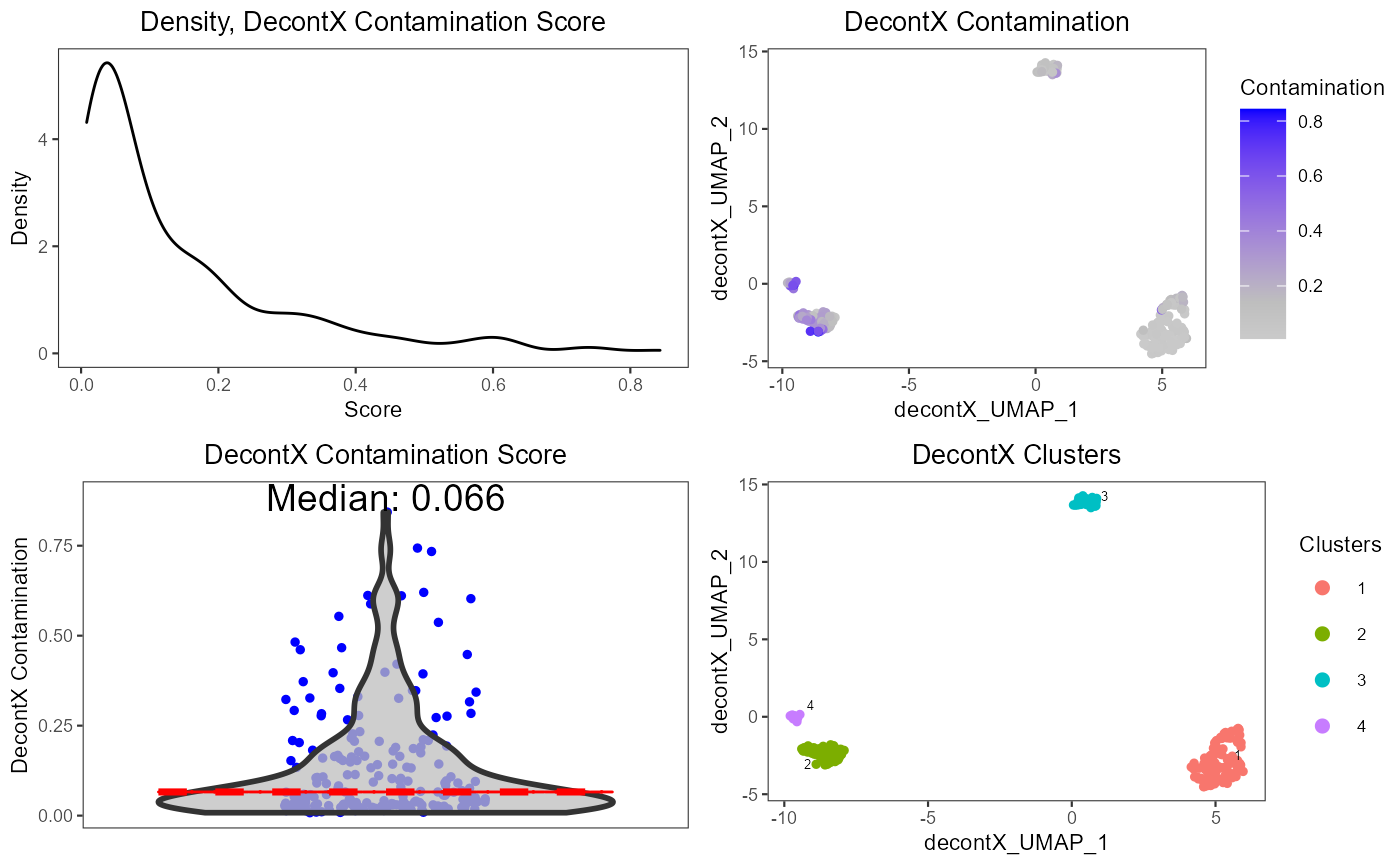 Density, DecontX Contamination Score
Density
4
2
0
0.0 0.2 0.4 0.6 0.8
Score
DecontX Contamination
decontX_UMAP_2
15
10
5
0
-5
-10 -5 0 5
decontX_UMAP_1
Contamination
0.8
0.6
0.4
0.2
DecontX Contamination Score
Median: 0.066
DecontX Contamination
0.75
0.50
0.25
0.00
DecontX Clusters
decontX_UMAP_2
15
10
5
0
-5
3
4
2
1
-10 -5 0 5
decontX_UMAP_1
Clusters
1
2
3
4